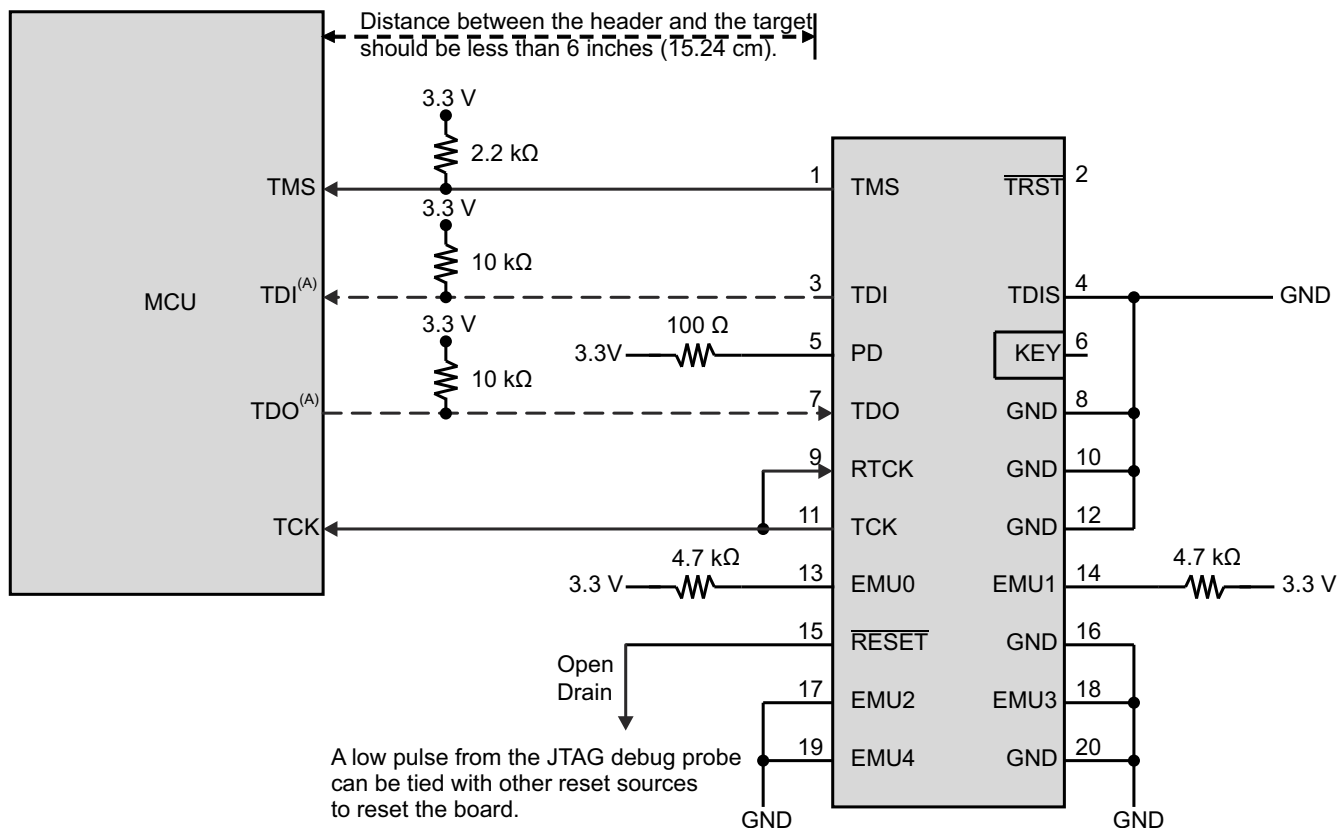 Distance between the header and the target
should be less than 6 inches (15.24 cm).
3.3 V
2.2 kΩ
TMS
1
TMS
TRST
2
3.3 V
10 kΩ
MCU
TDI(A)
3
TDI
TDIS
4
GND
3.3 V
100 Ω
3.3V
5
PD
KEY
6
10 kΩ
TDO(A)
7
TDO
GND
8
9
RTCK
GND
10
TCK
11
TCK
GND
12
4.7 kΩ
3.3 V
13
EMU0
EMU1
14
4.7 kΩ
3.3 V
15
RESET
GND
16
Open
Drain
17
EMU2
EMU3
18
A low pulse from the JTAG debug probe
can be tied with other reset sources
to reset the board.
19
EMU4
GND
20
GND
GND